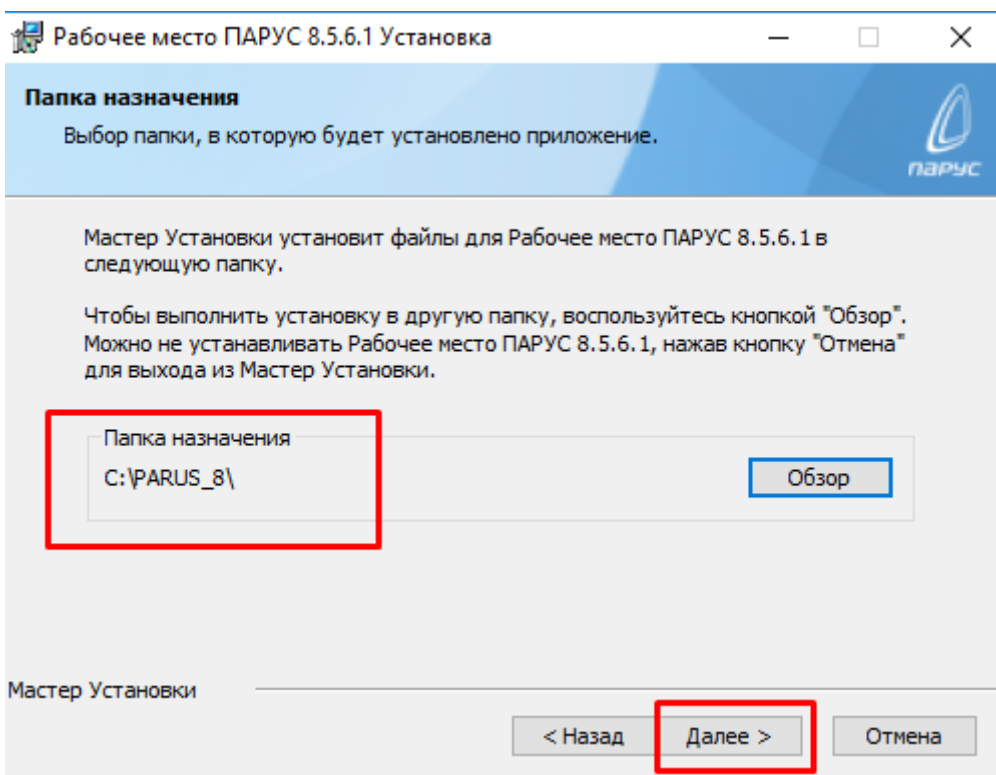 Рабочее место ПАРУС 8.5.6.1 Установка
Папка назначения
Выбор папки, в которую будет установлено приложение.
парус
Мастер Установки установит файлы для Рабочее место ПАРУС 8.5.6.1 в
следующую папку.
Чтобы выполнить установку в другую папку, воспользуйтесь кнопкой "Обзор".
Можно не устанавливать Рабочее место ПАРУС 8.5.6.1, нажав кнопку "Отмена"
для выхода из Мастер Установки.
Папка назначения
C:\PARUS_8\
Обзор
Мастер Установки
< Назад
Далее >
Отмена